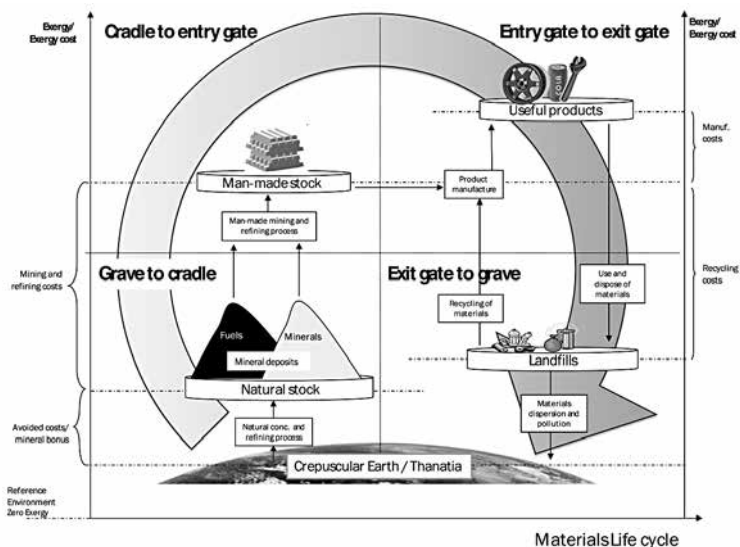 Exergy/
Exergy cost
Cradle to entry gate
Entry gate to exit gate
Exergy/
Exergy cost
COLA
Useful products
Manuf.
costs
Man-made stock
Product
manufacture
Man-made mining and
refining process
Mining and
refining costs
Grave to cradle
Exit gate to grave
Use and
dispose of
materials
Recycling
costs
Recycling of
materials
Fuels
Minerals
Mineral deposits
Landfills
Natural stock
Avoided costs/
mineral bonus
Natural conc. and
refining process
Materials
dispersion and
pollution
Crepuscular Earth / Thanatia
Reference
Environment
Zero Exergy
Materials Life cycle